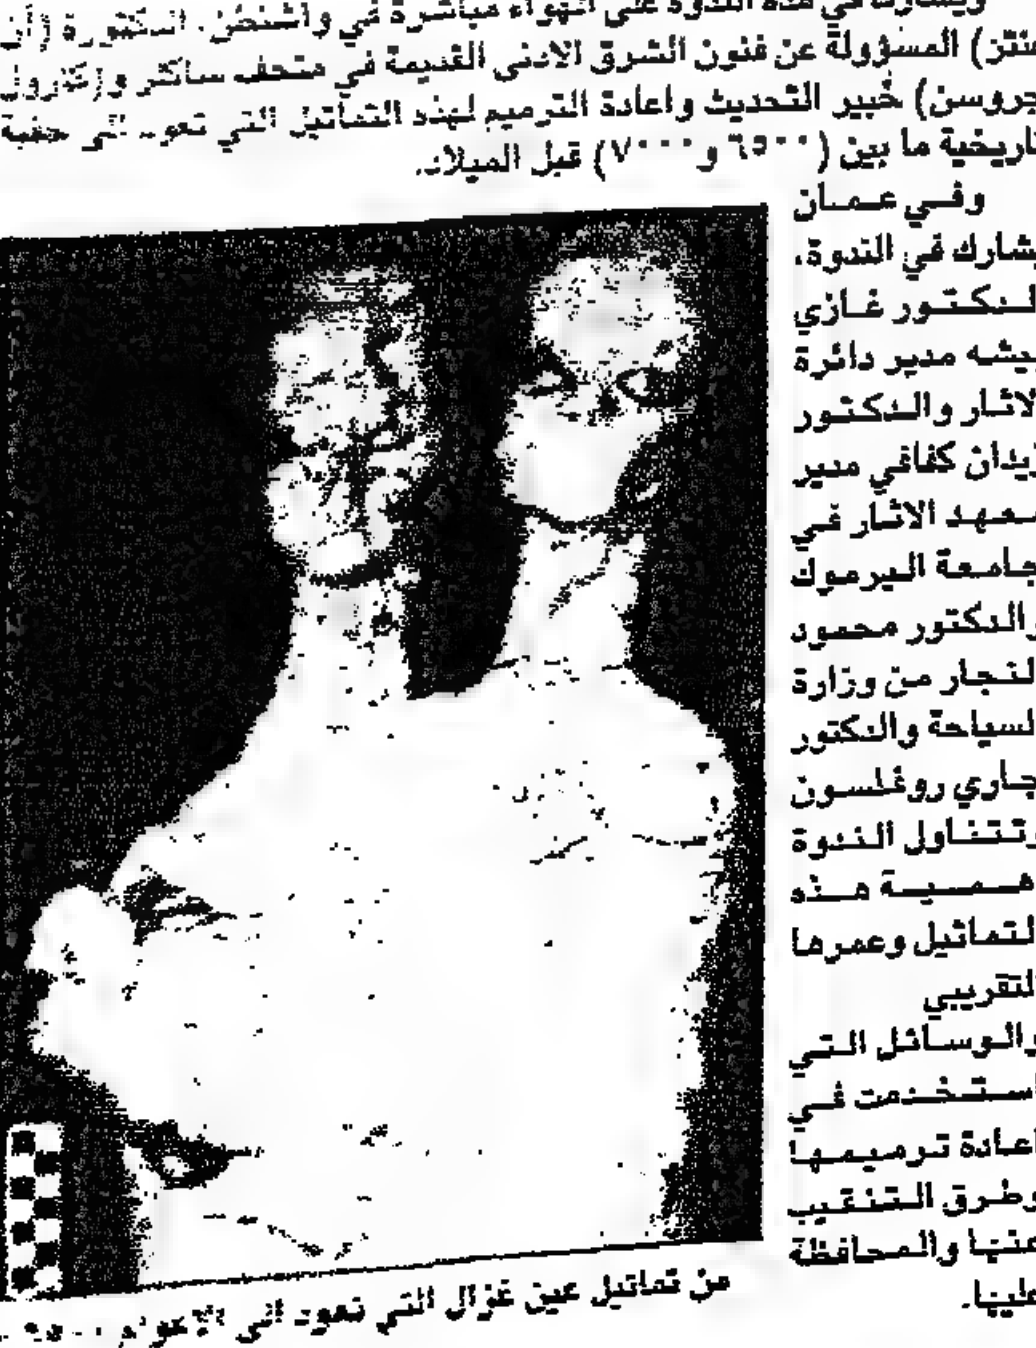 ويشارك في هذه الندوة على الهواء مباشرة في واشنطن، الدكتورة (آن
المسؤولة عن فنون الشرق الادنى القديمة في متحف ساكلر و(كارول
جروسن) خبير التحديث واعادة الترميم لهذه التماثيل التي تعود الى حقبة
تاريخية ما بين (٦٥٠٠ و ٧٠٠٠) قبل الميلاد.
وفي عمان
يشارك في الندوة،
الدكتور غازي
بيشه مدير دائرة
الاثار والدكتور
زيدان كفافي مدير
معهد الاثار في
جامعة اليرموك
والدكتور محمود
النجار من وزارة
السياحة والدكتور
جاري روغلسون
وتتناول الندوة
اهمية هذه
التماثيل وعمرها
التقريبي
والوسائل التي
استخدمت في
اعادة ترميمها
وطرق التنقيب
عنها والمحافظة
عليها.
من تماثيل عين غزال التي تعود الى الاعوام